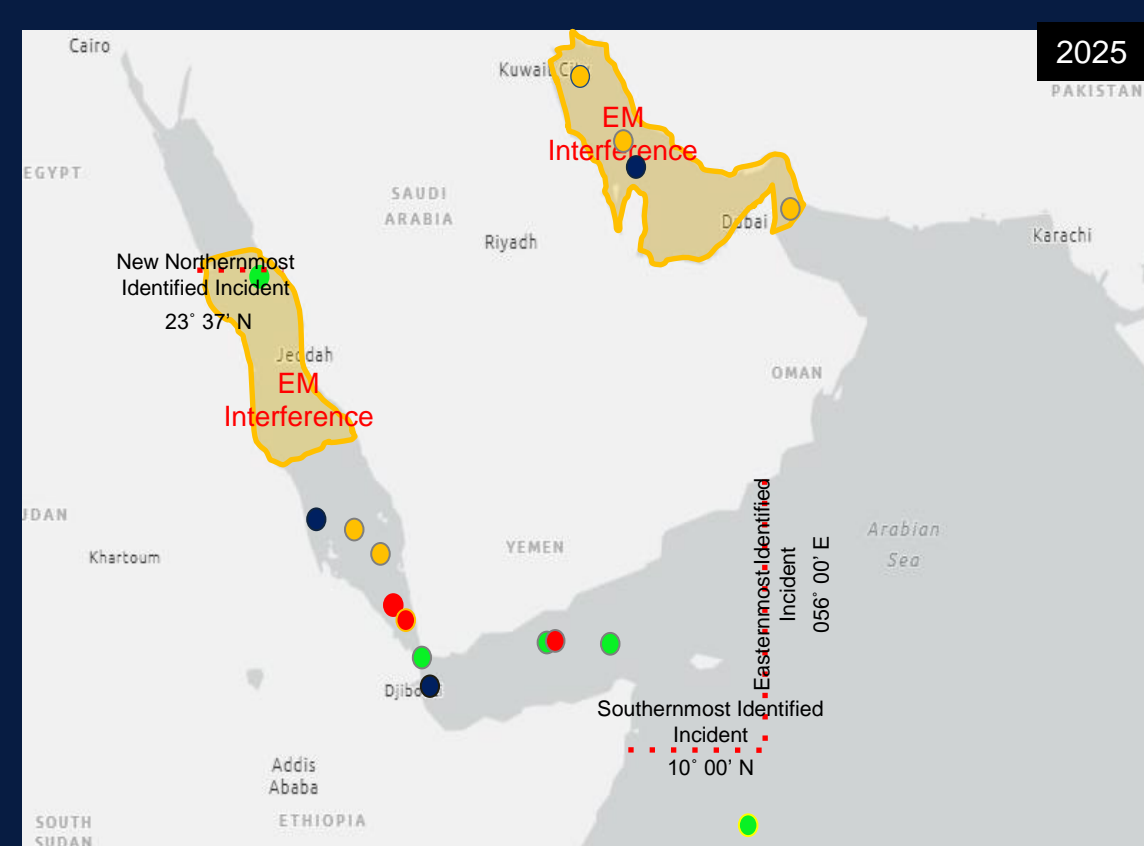 2025
Cairo
Kuwait City
PAKISTAN
EM
Interference
EGYPT
SAUDI
ARABIA
Dubai
Karachi
Riyadh
New Northernmost
Identified Incident
23˚ 37' N
Jeddah
EM
Interference
OMAN
Easternmost Identified
Incident
056˚ 00' E
Arabian
Sea
YEMEN
Khartoum
Djibouti
Southernmost Identified
Incident
10˚ 00' N
Addis
Ababa
ETHIOPIA
SOUTH
SUDAN